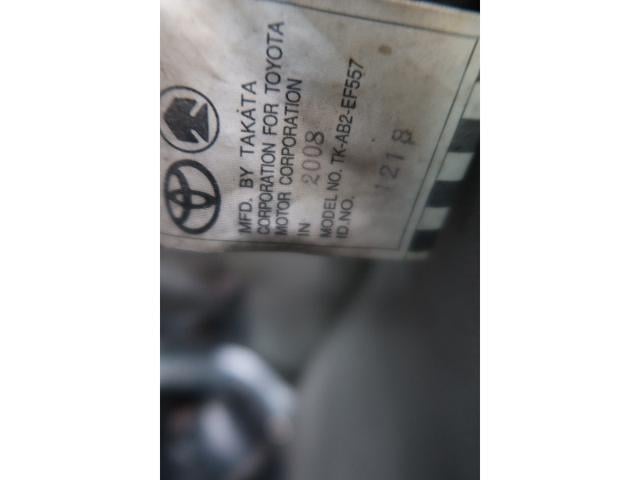 MFD. BY TAKATA
CORPORATION FOR TOYOTA
MOTOR CORPORATION
IN 2008
MODEL NO. TK-AB2-EF557
ID.NO. 1218